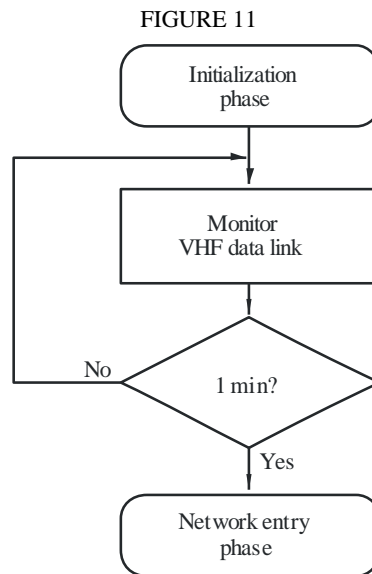 FIGURE 11
Initialization
phase
Monitor
VHF data link
No
1 min?
Yes
Network entry
phase